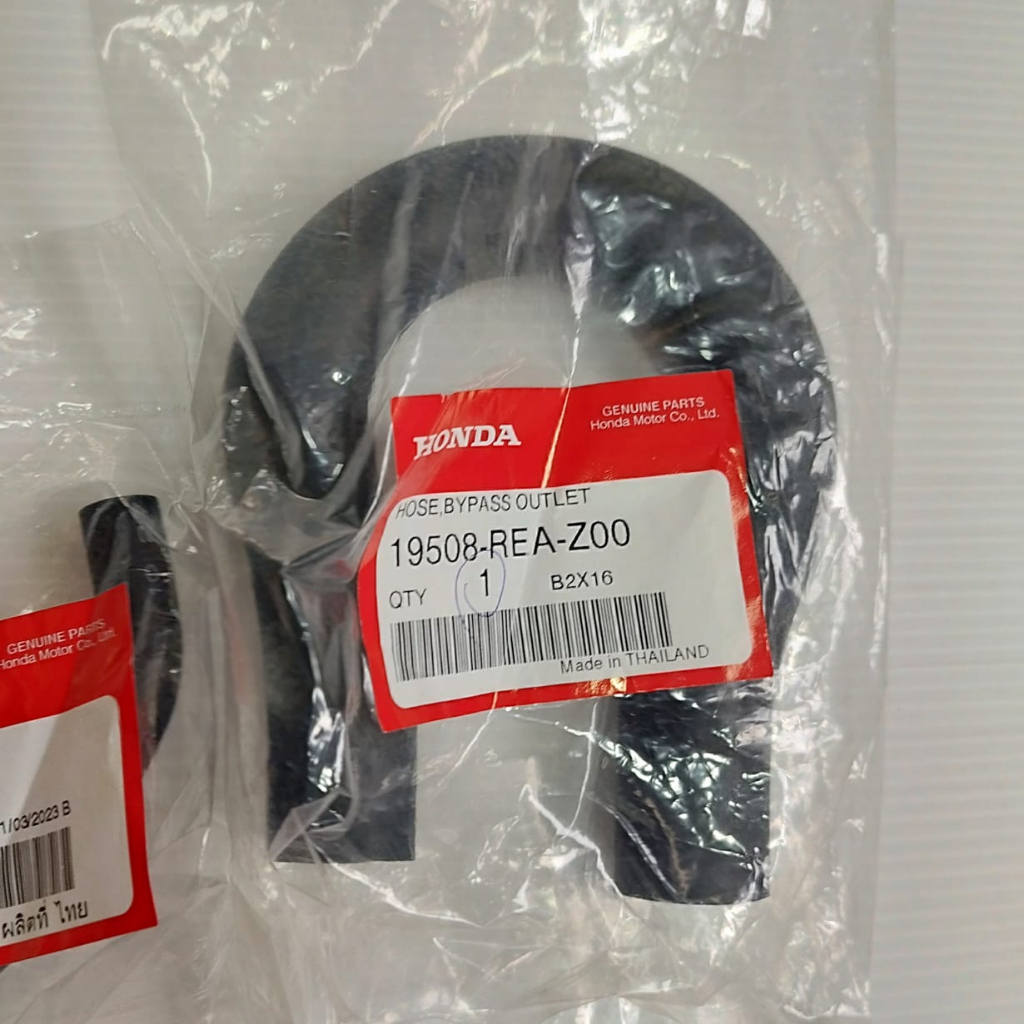 HONDA
GENUINE PARTS
Honda Motor Co., Ltd.
HOSE,BYPASS OUTLET
19508-REA-Z00
QTY 1 B2X16
Made in THAILAND
GENUINE PARTS
Honda Motor Co., Ltd.
1/03/2023 B
ผลิตที่ ไทย